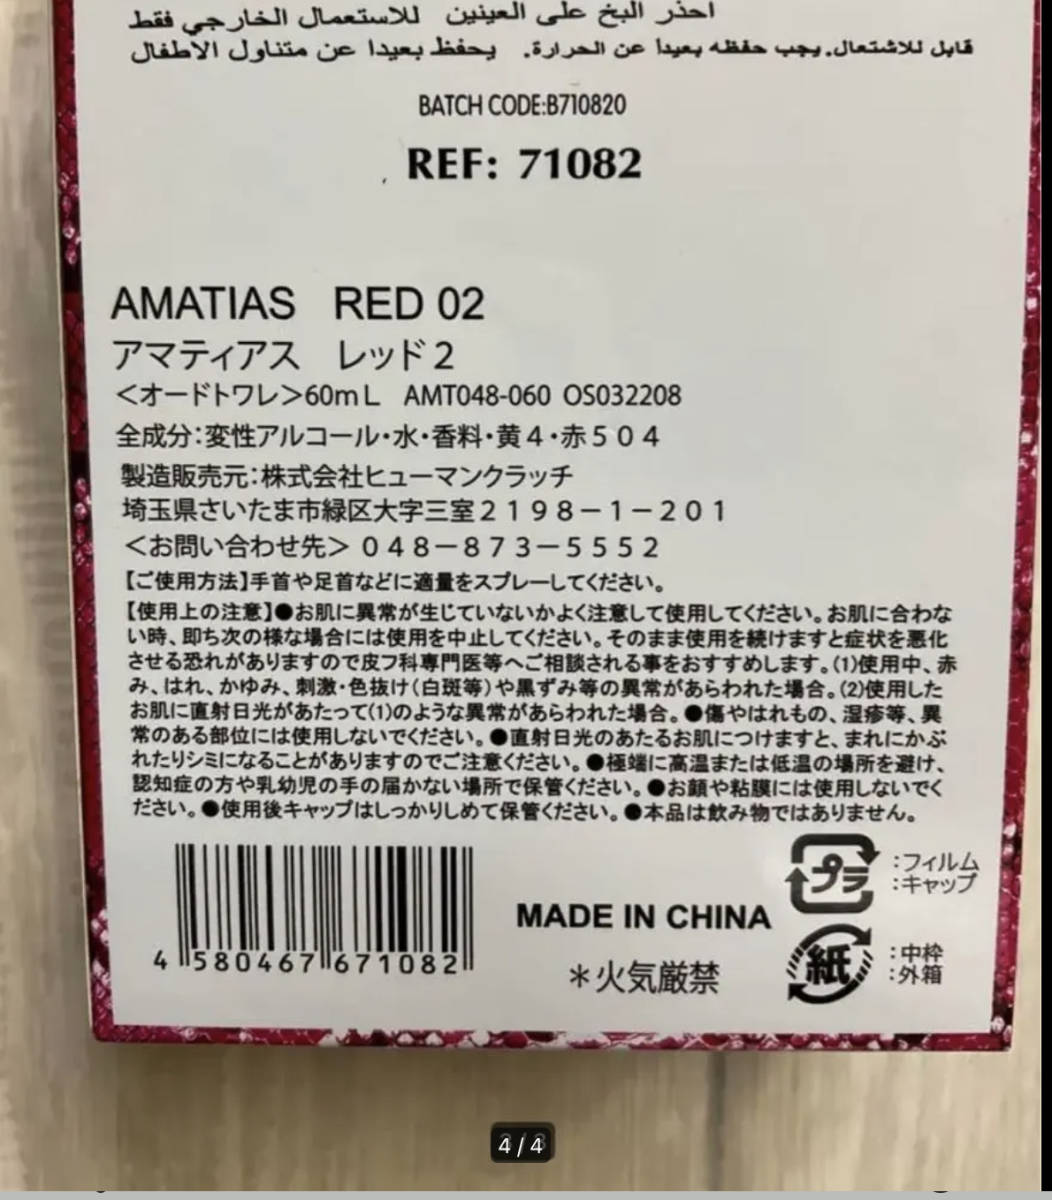 احذر البخ على العينين للاستعمال الخارجي فقط
قابل للاشتعال. يجب حفظه بعيدا عن الحرارة. يحفظ بعيدا عن متناول الاطفال
BATCH CODE:B710820
REF: 71082
AMATIAS RED 02
アマティアス レッド2
<オードトワレ>60mL AMT048-060 OS032208
全成分:変性アルコール・水・香料・黄4・赤504
製造販売元:株式会社ヒューマンクラッチ
埼玉県さいたま市緑区大字三室2198-1-201
<お問い合わせ先>048-873-5552
【ご使用方法】手首や足首などに適量をスプレーしてください。
【使用上の注意】●お肌に異常が生じていないかよく注意して使用してください。お肌に合わな
い時、即ち次の様な場合には使用を中止してください。そのまま使用を続けますと症状を悪化
させる恐れがありますので皮フ科専門医等へご相談される事をおすすめします。(1)使用中、赤
み、はれ、かゆみ、刺激・色抜け(白斑等)や黒ずみ等の異常があらわれた場合。(2)使用した
お肌に直射日光があたって(1)のような異常があらわれた場合。●傷やはれもの、湿疹等、異
常のある部位には使用しないでください。●直射日光のあたるお肌につけますと、まれにかぶ
れたりシミになることがありますのでご注意ください。●極端に高温または低温の場所を避け、
認知症の方や乳幼児の手の届かない場所で保管ください。●お顔や粘膜には使用しないでく
ださい。●使用後キャップはしっかりしめて保管ください。●本品は飲み物ではありません。
プラ :フィルム
:キャップ
MADE IN CHINA
紙 :中枠
:外箱
4 580467 671082
*火気厳禁
4/4